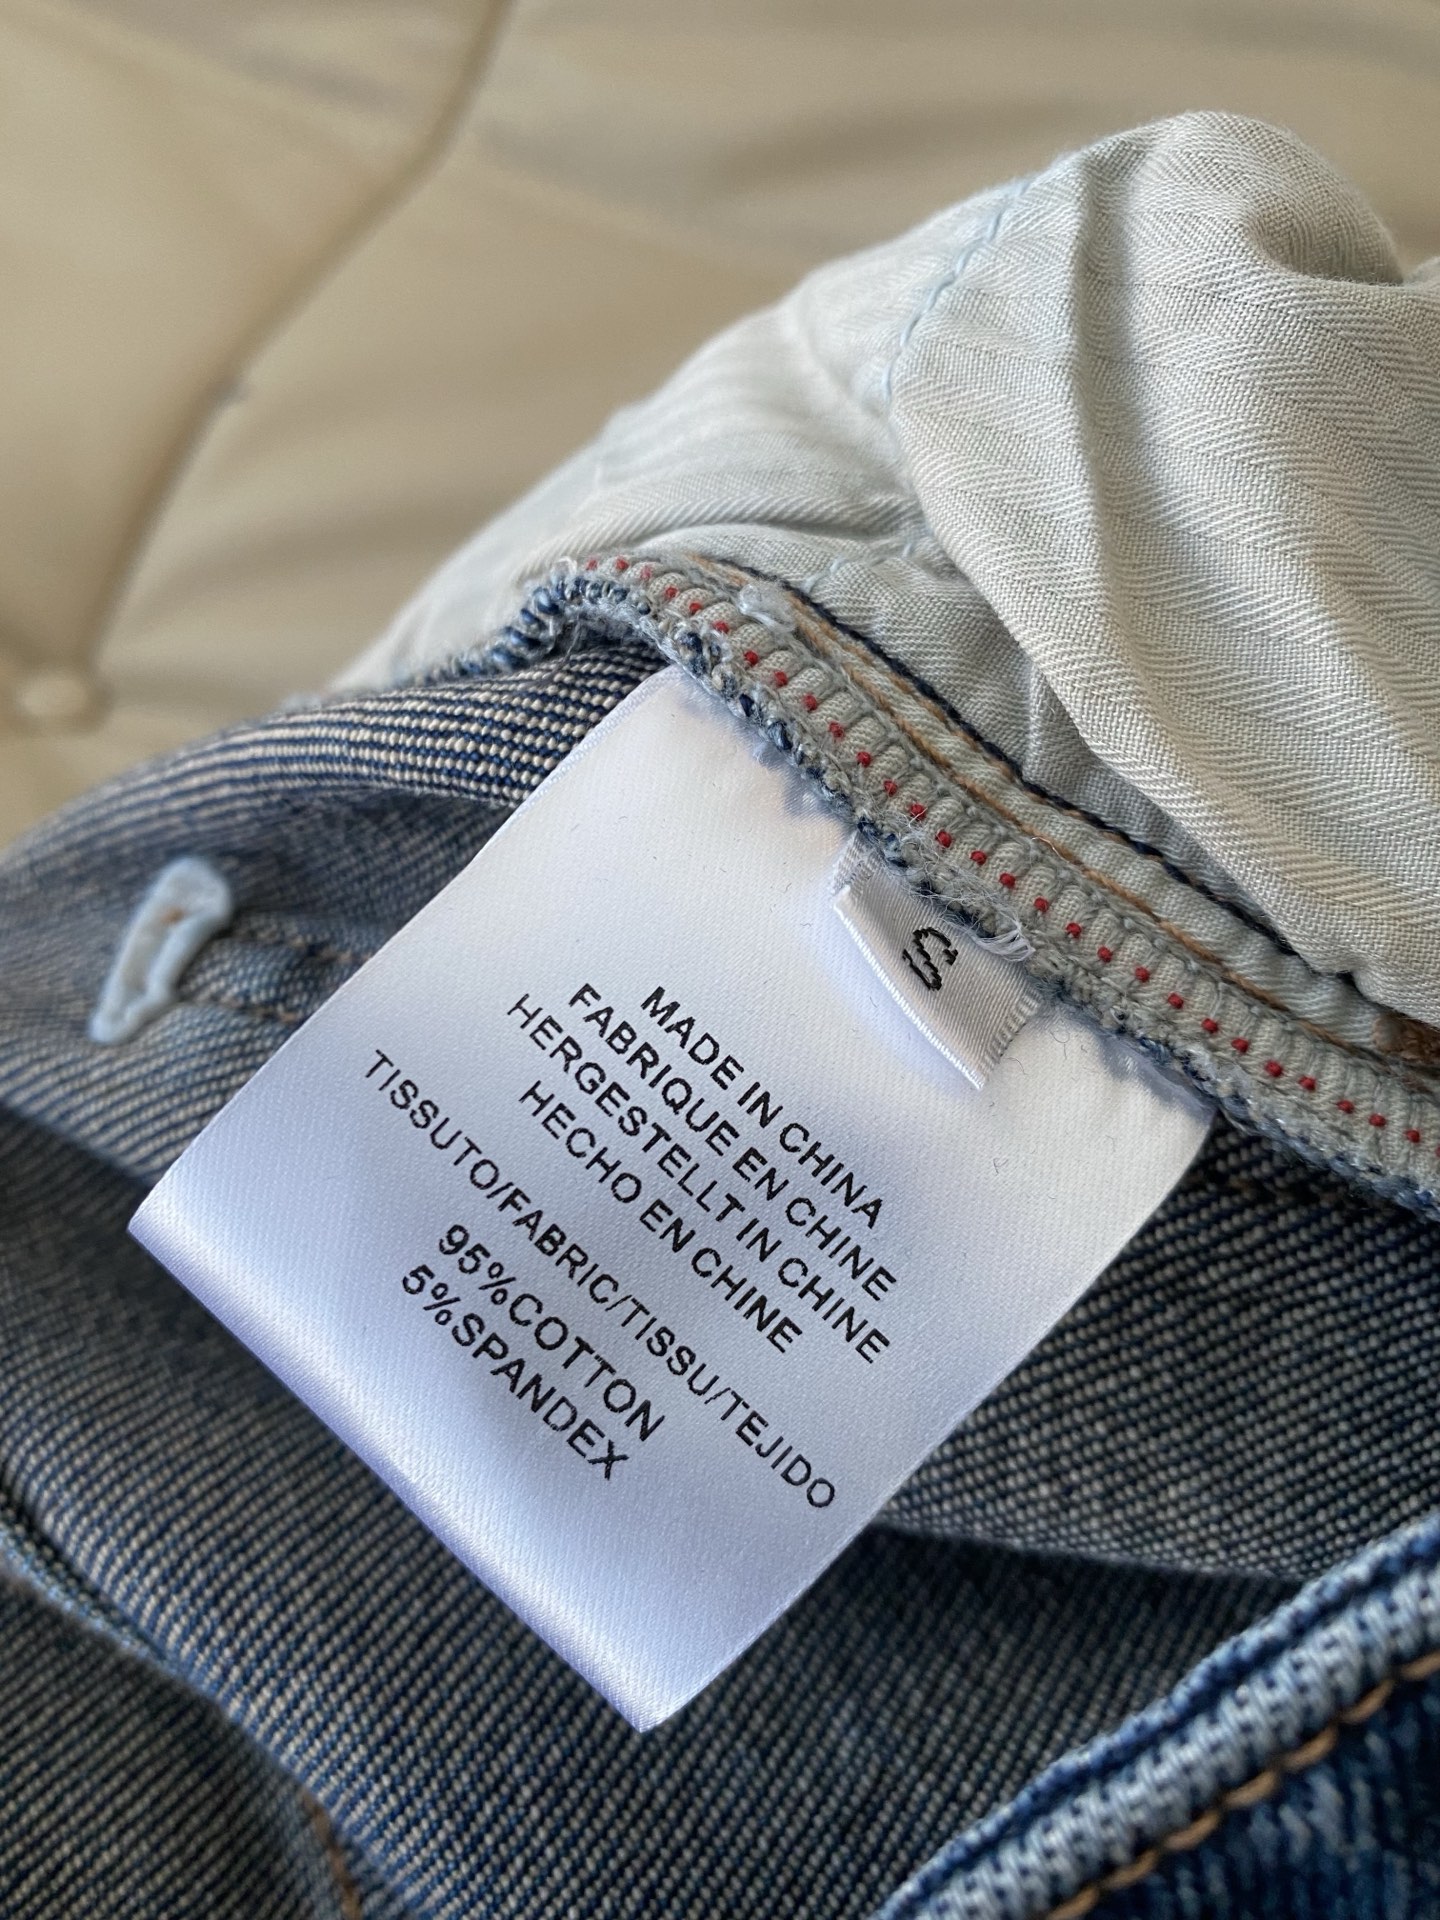 S
MADE IN CHINA
FABRIQUE EN CHINE
HERGESTELLT IN CHINE
HECHO EN CHINE
TISSUTO/FABRIC/TISSU/TEJIDO
95%COTTON
5%SPANDEX